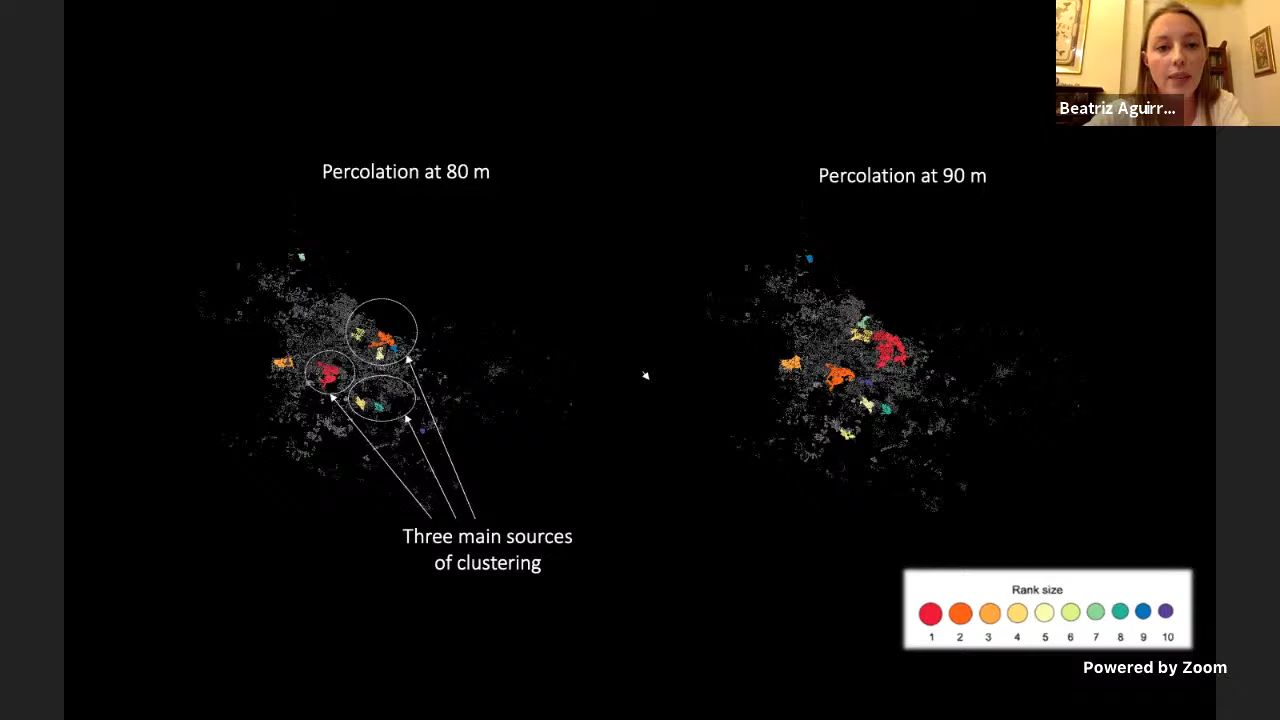 Beatriz Aguirr...
Percolation at 80 m
Percolation at 90 m
Three main sources
of clustering
Rank size
1 2 3 4 5 6 7 8 9 10
Powered by Zoom